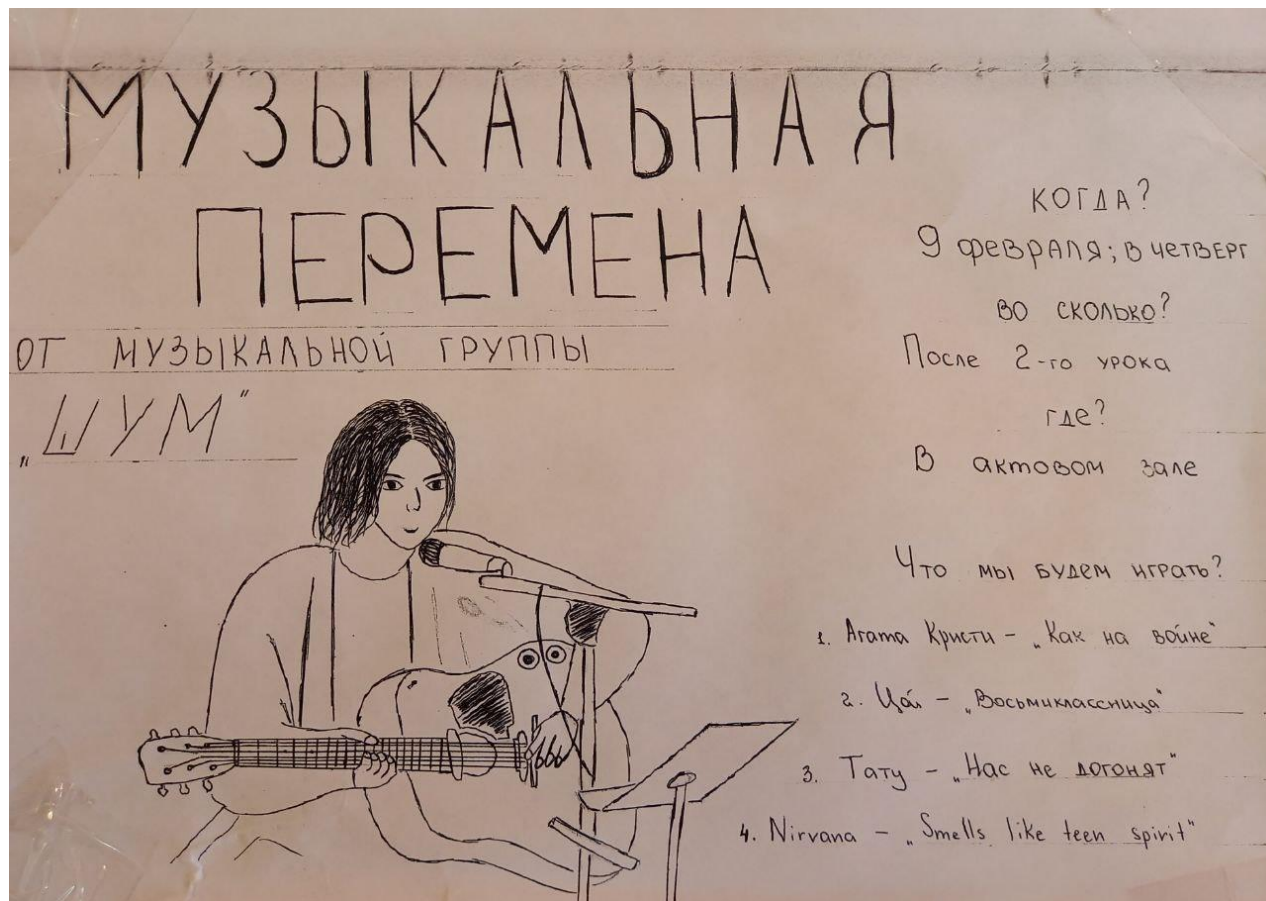 МУЗЫКАЛЬНАЯ
ПЕРЕМЕНА
ОТ МУЗЫКАЛЬНОЙ ГРУППЫ
„ШУМ"
КОГДА?
9 февраля; в четверг
во сколько?
После 2-го урока
где?
В актовом зале
Что мы будем играть?
1. Агата Кристи - „Как на войне"
2. Цой - „Восьмиклассница"
3. Тату - „Нас не догонят"
4. Nirvana - „Smells like teen spirit"